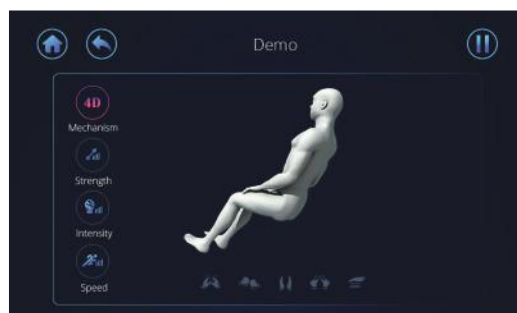 Demo
4D
Mechanism
Strength
Intensity
Speed